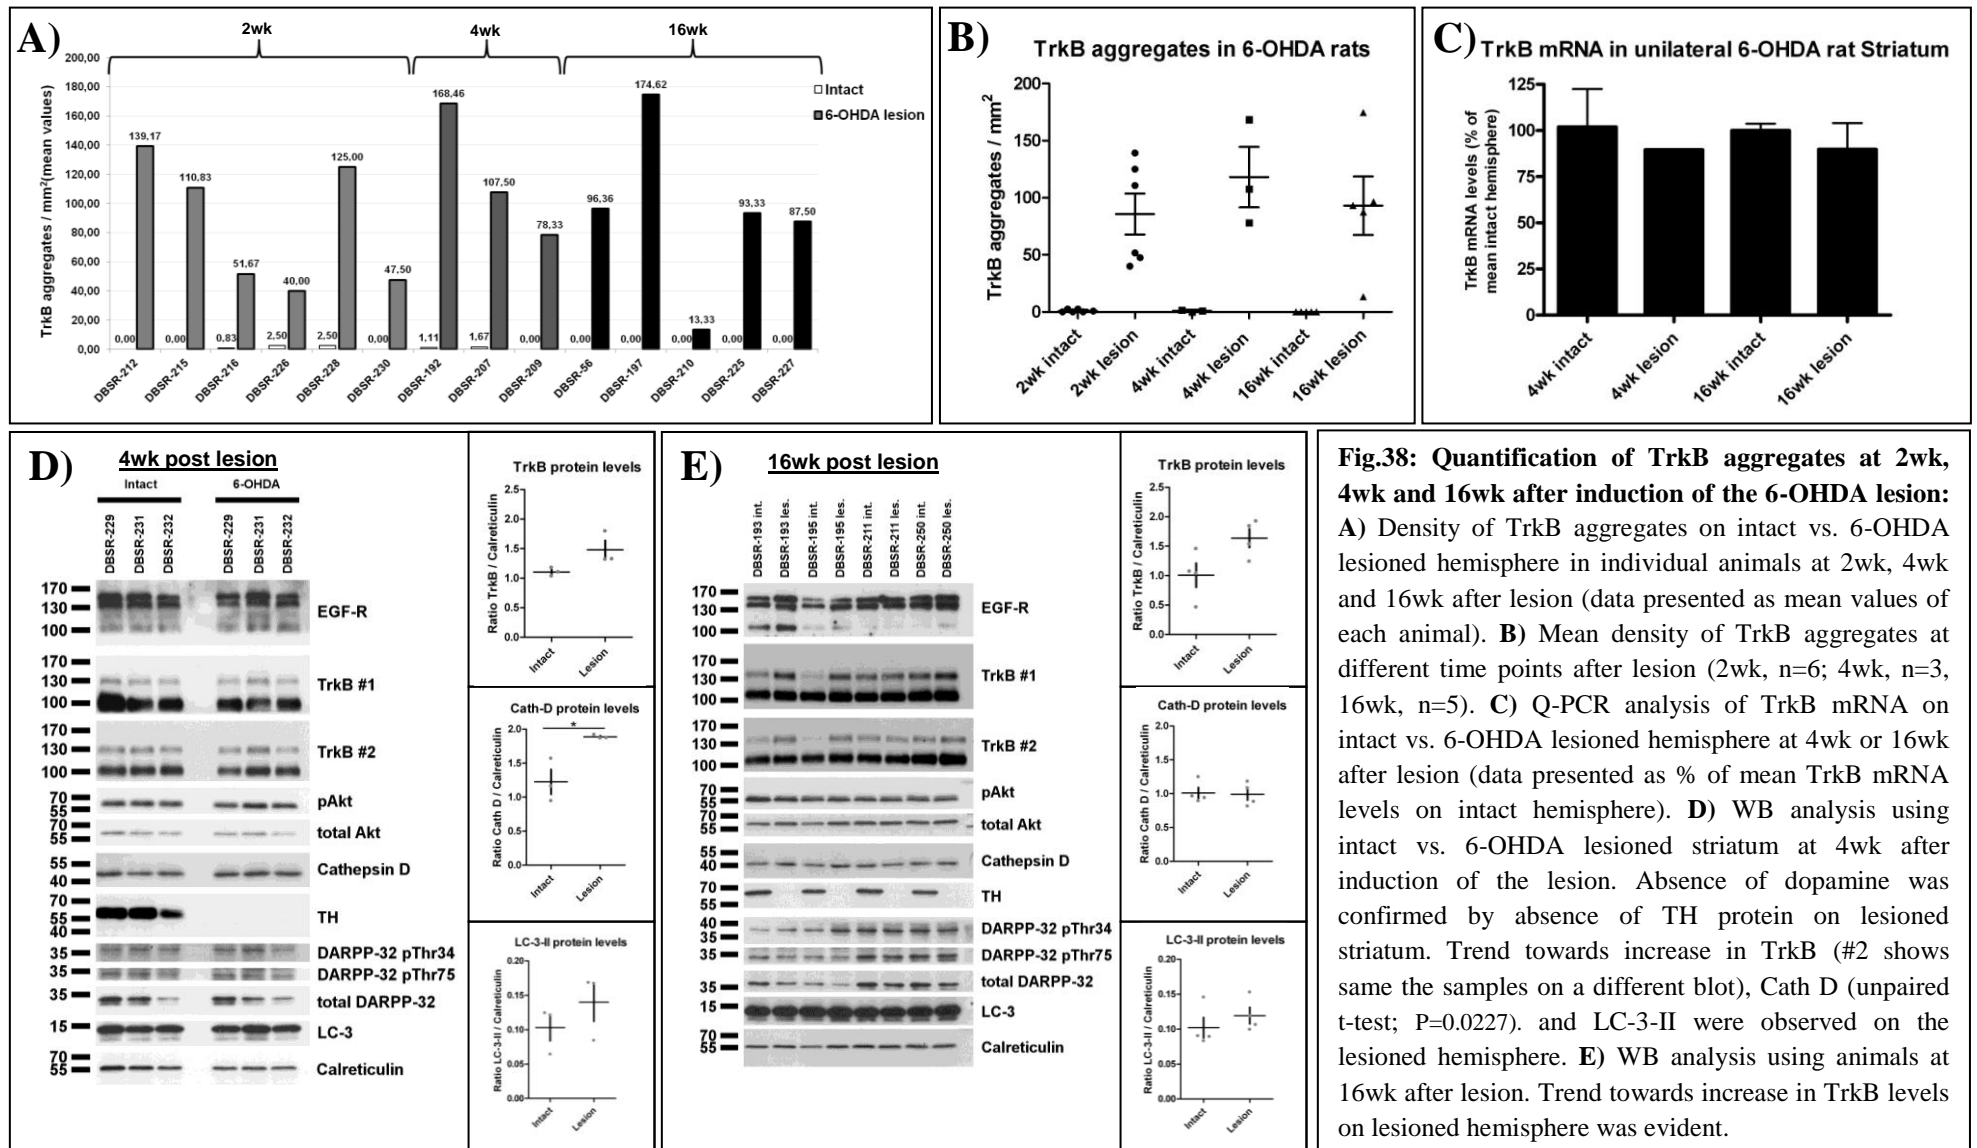 A)
2wk
4wk
16wk
TrkB aggregates / mm²(mean values)
200,00
180,00
160,00
140,00
120,00
100,00
80,00
60,00
40,00
20,00
0,00
0,00 139,17
0,00 110,83
0,83 51,67
2,50 40,00
2,50 125,00
0,00 47,50
1,11 168,46
1,67 107,50
0,00 78,33
0,00 96,36
0,00 174,62
0,00 13,33
0,00 93,33
0,00 87,50
Intact
6-OHDA lesion
DBSR-212
DBSR-215
DBSR-216
DBSR-226
DBSR-228
DBSR-230
DBSR-192
DBSR-207
DBSR-209
DBSR-56
DBSR-197
DBSR-210
DBSR-225
DBSR-227
B)
TrkB aggregates in 6-OHDA rats
TrkB aggregates / mm²
200
150
100
50
0
2wk intact
2wk lesion
4wk intact
4wk lesion
16wk intact
16wk lesion
C)
TrkB mRNA in unilateral 6-OHDA rat Striatum
TrkB mRNA levels (% of
mean intact hemisphere)
125
100
75
50
25
0
4wk intact
4wk lesion
16wk intact
16wk lesion
D)
4wk post lesion
Intact
6-OHDA
DBSR-229
DBSR-231
DBSR-232
DBSR-229
DBSR-231
DBSR-232
170
130
100
EGF-R
170
130
100
TrkB #1
170
130
100
TrkB #2
70
55
pAkt
70
55
total Akt
55
40
Cathepsin D
70
55
40
TH
35
DARPP-32 pThr34
35
DARPP-32 pThr75
35
total DARPP-32
15
LC-3
70
55
Calreticulin
TrkB protein levels
Ratio TrkB / Calreticulin
2.5
2.0
1.5
1.0
0.5
0.0
Intact
Lesion
Cath-D protein levels
Ratio Cath D / Calreticulin
2.0
1.5
1.0
0.5
0.0
*
Intact
Lesion
LC-3-II protein levels
Ratio LC-3-II / Calreticulin
0.20
0.15
0.10
0.05
0.00
Intact
Lesion
E)
16wk post lesion
DBSR-193 int.
DBSR-193 les.
DBSR-195 int.
DBSR-195 les.
DBSR-211 int.
DBSR-211 les.
DBSR-250 int.
DBSR-250 les.
170
130
100
EGF-R
170
130
100
TrkB #1
170
130
100
TrkB #2
70
55
pAkt
70
55
total Akt
55
40
Cathepsin D
70
55
TH
40
35
DARPP-32 pThr34
35
DARPP-32 pThr75
35
total DARPP-32
15
LC-3
70
55
Calreticulin
TrkB protein levels
Ratio TrkB / Calreticulin
2.5
2.0
1.5
1.0
0.5
0.0
Intact
Lesion
Cath-D protein levels
Ratio Cath D / Calreticulin
2.0
1.5
1.0
0.5
0.0
Intact
Lesion
LC-3-II protein levels
Ratio LC-3-II / Calreticulin
0.20
0.15
0.10
0.05
0.00
Intact
Lesion
Fig.38: Quantification of TrkB aggregates at 2wk,
4wk and 16wk after induction of the 6-OHDA lesion:
A) Density of TrkB aggregates on intact vs. 6-OHDA
lesioned hemisphere in individual animals at 2wk, 4wk
and 16wk after lesion (data presented as mean values of
each animal). B) Mean density of TrkB aggregates at
different time points after lesion (2wk, n=6; 4wk, n=3,
16wk, n=5). C) Q-PCR analysis of TrkB mRNA on
intact vs. 6-OHDA lesioned hemisphere at 4wk or 16wk
after lesion (data presented as % of mean TrkB mRNA
levels on intact hemisphere). D) WB analysis using
intact vs. 6-OHDA lesioned striatum at 4wk after
induction of the lesion. Absence of dopamine was
confirmed by absence of TH protein on lesioned
striatum. Trend towards increase in TrkB (#2 shows
same the samples on a different blot), Cath D (unpaired
t-test; P=0.0227). and LC-3-II were observed on the
lesioned hemisphere. E) WB analysis using animals at
16wk after lesion. Trend towards increase in TrkB levels
on lesioned hemisphere was evident.